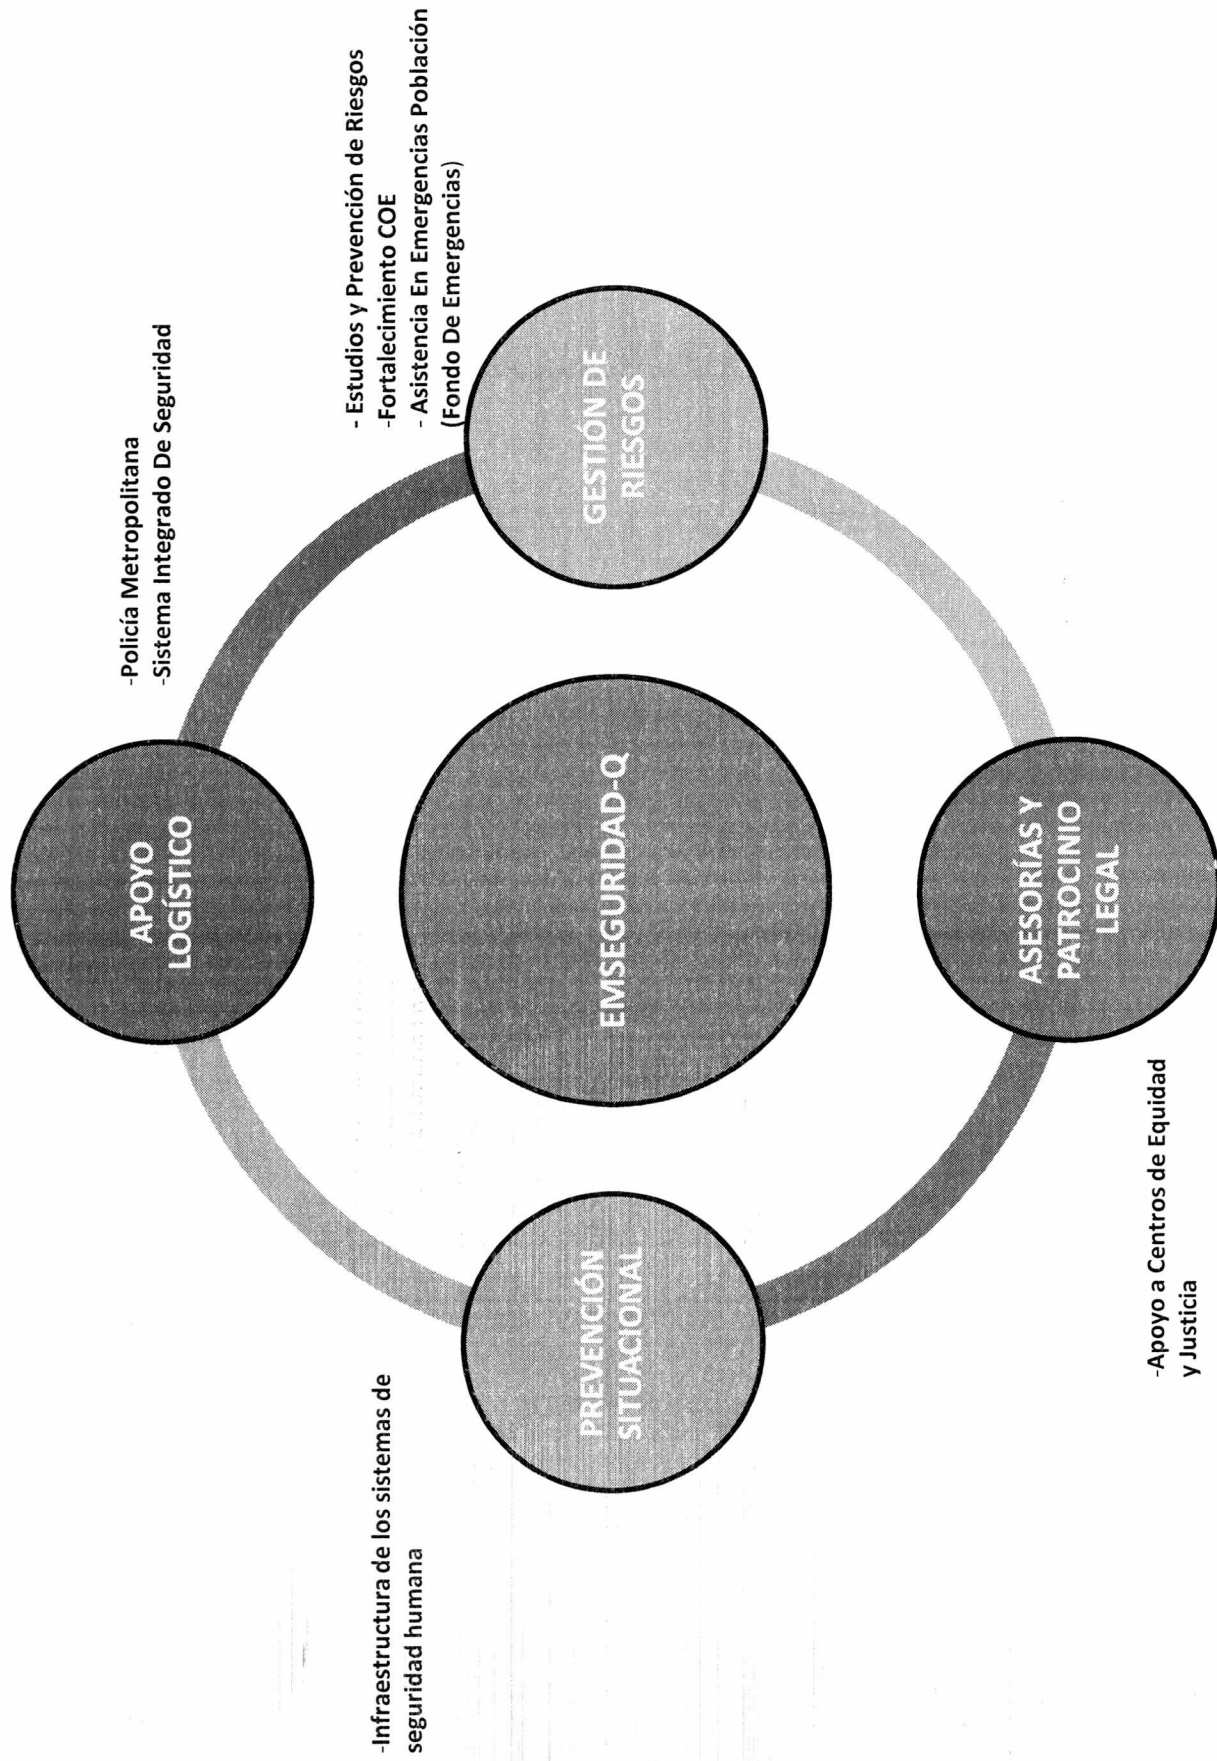 -Policía Metropolitana
-Sistema Integrado De Seguridad
APOYO
LOGÍSTICO
- Estudios y Prevención de Riesgos
-Fortalecimiento COE
- Asistencia En Emergencias Población
(Fondo De Emergencias)
GESTIÓN DE
RIESGOS
EMSEGURIDAD-Q
-Infraestructura de los sistemas de
seguridad humana
PREVENCIÓN
SITUACIONAL
ASESORÍAS Y
PATROCINIO
LEGAL
-Apoyo a Centros de Equidad
y Justicia